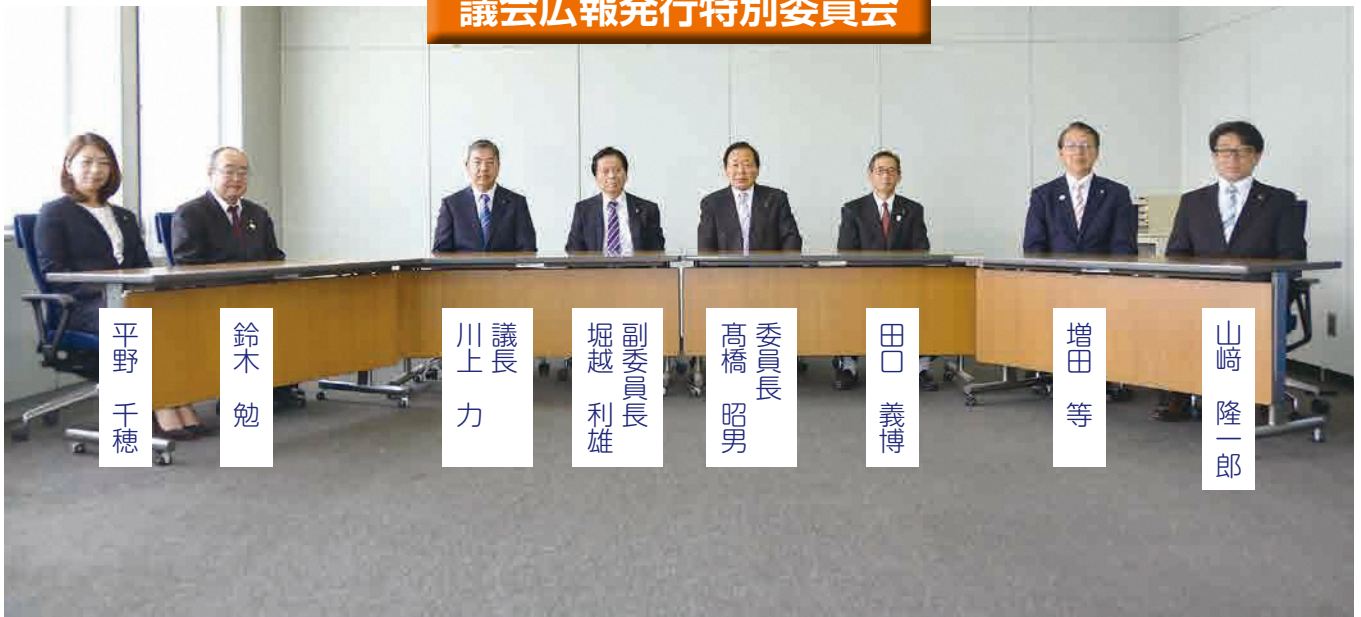 議会広報発行特別委員会
平野 千穂
鈴木 勉
議長
川上 力
副委員長
堀越 利雄
委員長
髙橋 昭男
田口 義博
増田 等
山﨑 隆一郎